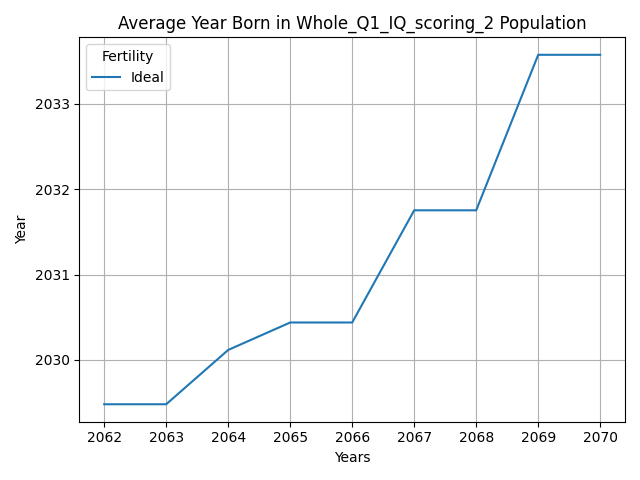 Average Year Born in Whole_Q1_IQ_scoring_2 Population
Fertility
Ideal
Year
2033
2032
2031
2030
2062 2063 2064 2065 2066 2067 2068 2069 2070
Years